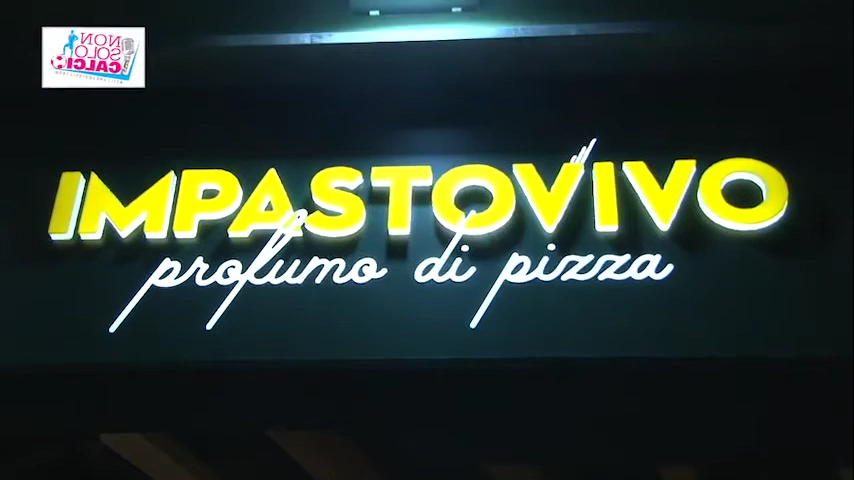 NON
SOLO
CALCIO
IMPASTOVIVO
profumo di pizza